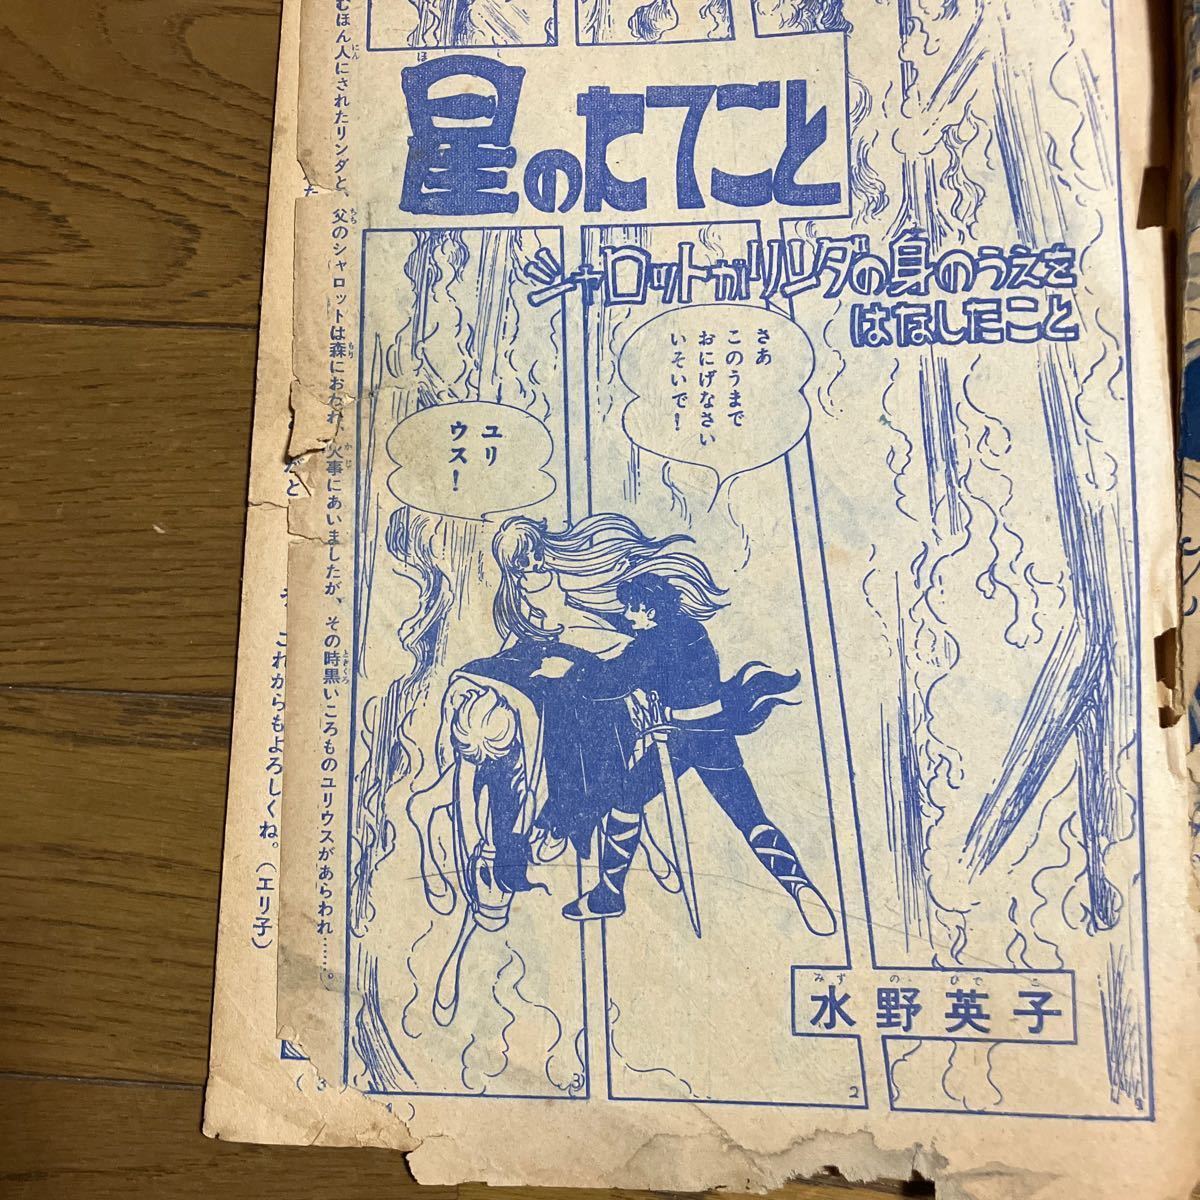 星のたてこと
ほし
シャロットがリンダの身のうえを
はなしたこと
さあ
このうまで
おにげなさい
いそいで！
ユリ
ウス！
水野英子
みずのひでこ
むほん人にされたリンダと、父のシャロットは森におわれ、火事にあいましたが、その時黒いころものユリウスがあらわれ……。
これからもよろしくね。（エリ子）
3
2